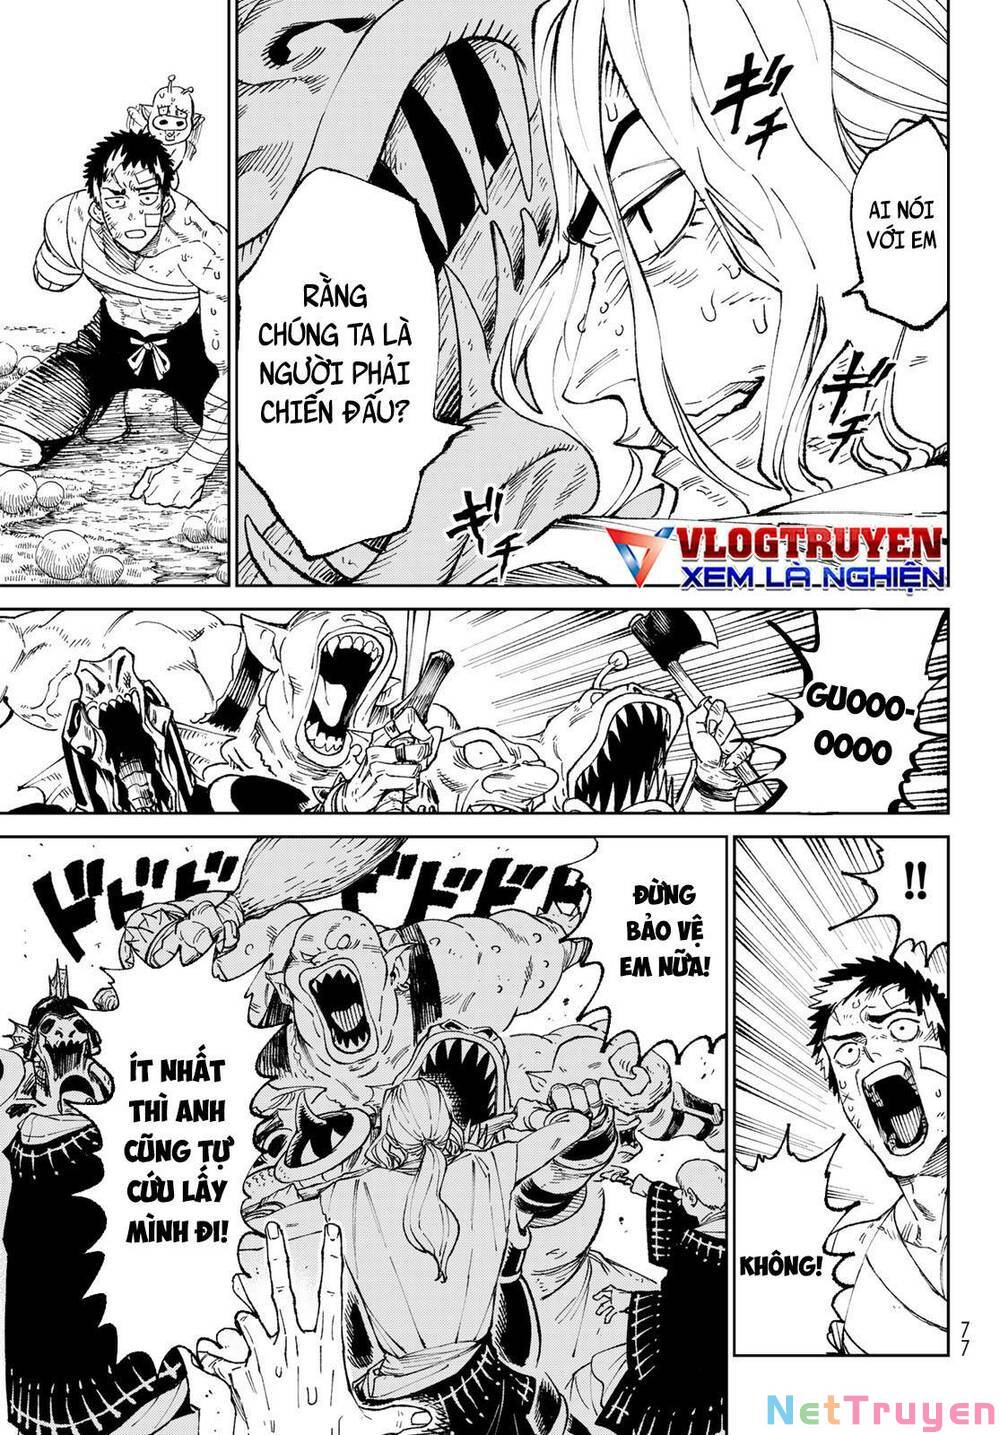 AI NÓI
VỚI EM
ギチ
ギチ
ギチ
RẰNG
CHÚNG TA LÀ
NGƯỜI PHẢI
CHIẾN ĐẤU?
VLOGTRUYEN
XEM LÀ NGHIỆN
GUOOO-
OOOO
!!
KHÔNG!
ĐỪNG
BẢO VỆ
EM NỮA!
ドドド
ドドドド
ÍT NHẤT
THÌ ANH
CŨNG TỰ
CỨU LẤY
MÌNH ĐI!
77
NetTruyen